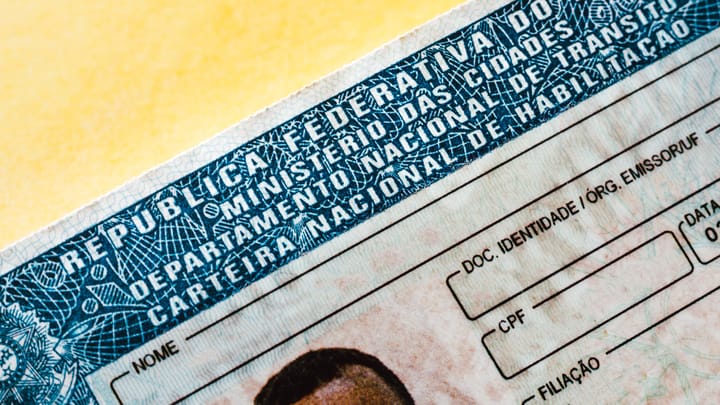 REPÚBLICA FEDERATIVA DO
MINISTÉRIO DAS CIDADES
DEPARTAMENTO NACIONAL DE TRÂNSITO
CARTEIRA NACIONAL DE HABILITAÇÃO
NOME
DOC. IDENTIDADE / ÓRG. EMISSOR/UF
CPF
DATA
FILIAÇÃO